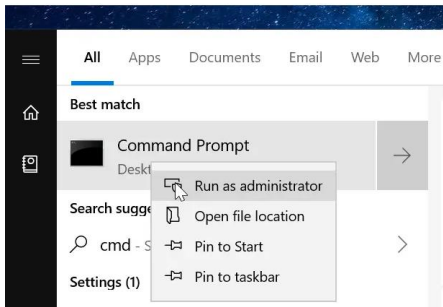 All Apps Documents Email Web More
Best match
Command Prompt
Deskt
Run as administrator
Search sugge
Open file location
cmd - S
Pin to Start
Pin to taskbar
Settings (1)